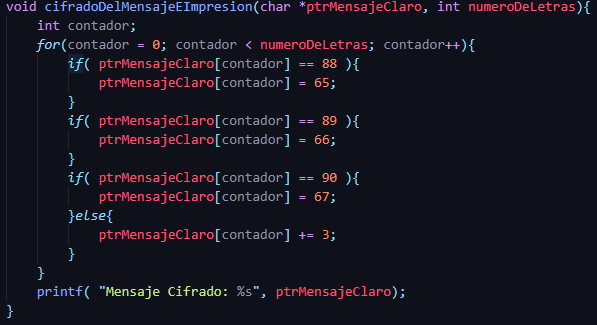 void cifradoDelMensajeEImpresion(char *ptrMensajeClaro, int numeroDeLetras){
    int contador;
    for(contador = 0; contador < numeroDeLetras; contador++){
        if( ptrMensajeClaro[contador] == 88 ){
            ptrMensajeClaro[contador] = 65;
        }
        if( ptrMensajeClaro[contador] == 89 ){
            ptrMensajeClaro[contador] = 66;
        }
        if( ptrMensajeClaro[contador] == 90 ){
            ptrMensajeClaro[contador] = 67;
        }else{
            ptrMensajeClaro[contador] += 3;
        }
    }
    printf( "Mensaje Cifrado: %s", ptrMensajeClaro);
}